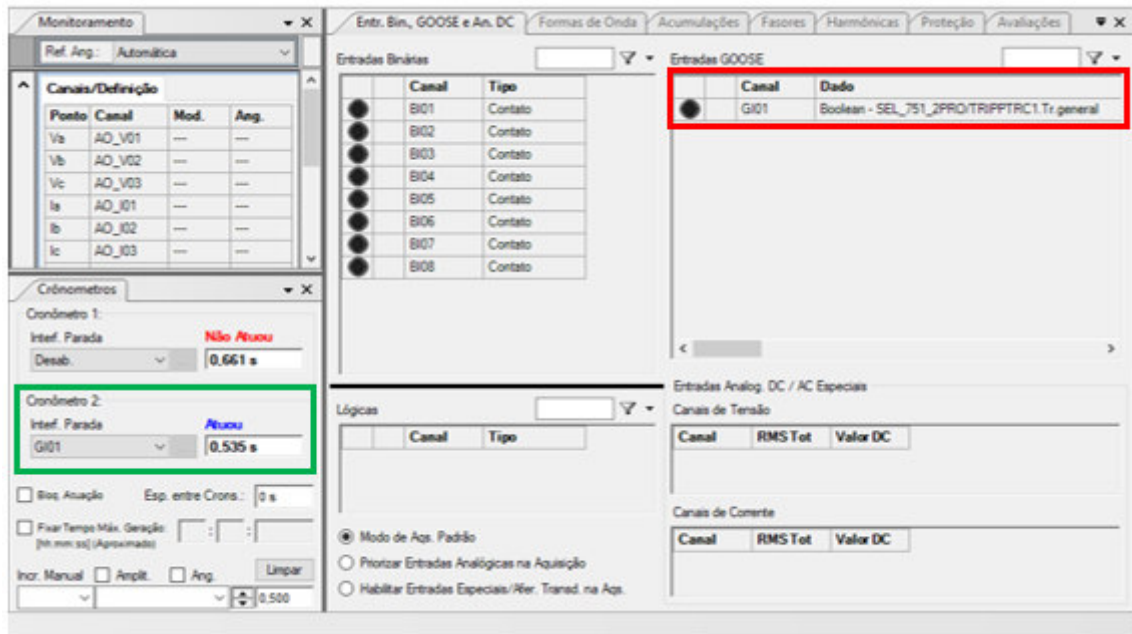 Monitoramento
Ref. Ang.: Automática
Canais/Definição
Ponto Canal Mod. Ang.
Va AO_V01 --- ---
Vb AO_V02 --- ---
Vc AO_V03 --- ---
Ia AO_I01 --- ---
Ib AO_I02 --- ---
Ic AO_I03 --- ---
Crônometros
Cronômetro 1:
Interf. Parada Não Atuou
Desab. 0,661 s
Cronômetro 2:
Interf. Parada Atuou
GI01 0,535 s
Bloq. Atuação Esp. entre Crons.: 0 s
Fixar Tempo Máx. Geração : :
[hh:mm:ss] (Aproximado)
Limpar
Incr. Manual Amplit. Ang.
0,500
Entr. Bin., GOOSE e An. DC Formas de Onda Acumulações Fasores Harmônicas Proteção Avaliações
Entradas Binárias
Canal Tipo
BI01 Contato
BI02 Contato
BI03 Contato
BI04 Contato
BI05 Contato
BI06 Contato
BI07 Contato
BI08 Contato
Entradas GOOSE
Canal Dado
GI01 Boolean - SEL_751_2PRO/TRIPPTRC1.Tr.general
Lógicas
Canal Tipo
Modo de Aqs. Padrão
Priorizar Entradas Analógicas na Aquisição
Habilitar Entradas Especiais/Afer. Transd. na Aqs.
Entradas Analog. DC / AC Especiais
Canais de Tensão
Canal RMS Tot Valor DC
Canais de Corrente
Canal RMS Tot Valor DC